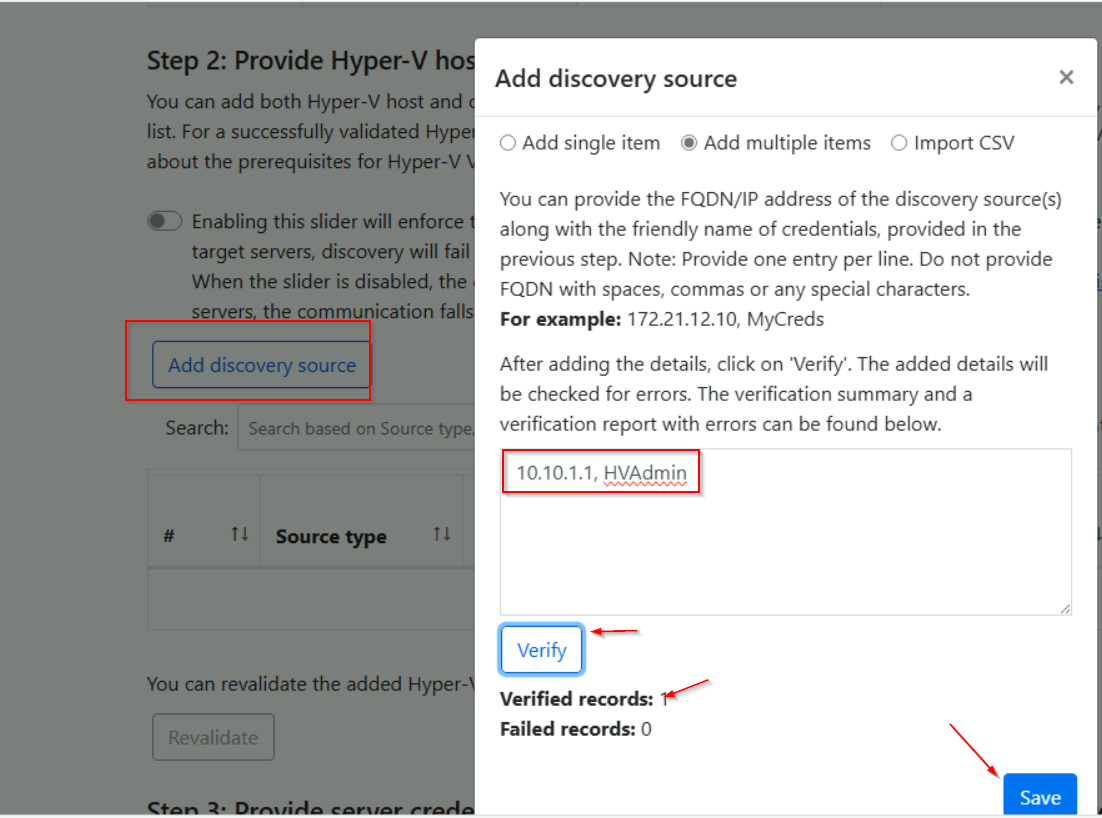 Step 2: Provide Hyper-V hos
You can add both Hyper-V host and
list. For a successfully validated Hyper
about the prerequisites for Hyper-V
Enabling this slider will enforce
target servers, discovery will fail
When the slider is disabled, the
servers, the communication falls
Add discovery source
Search: Search based on Source type,
# Source type
You can revalidate the added Hyper-V
Revalidate
Step 3: Provide server crede
Add discovery source ×
Add single item Add multiple items Import CSV
You can provide the FQDN/IP address of the discovery source(s)
along with the friendly name of credentials, provided in the
previous step. Note: Provide one entry per line. Do not provide
FQDN with spaces, commas or any special characters.
For example: 172.21.12.10, MyCreds
After adding the details, click on 'Verify'. The added details will
be checked for errors. The verification summary and a
verification report with errors can be found below.
10.10.1.1, HVAdmin
Verify
Verified records: 1
Failed records: 0
Save